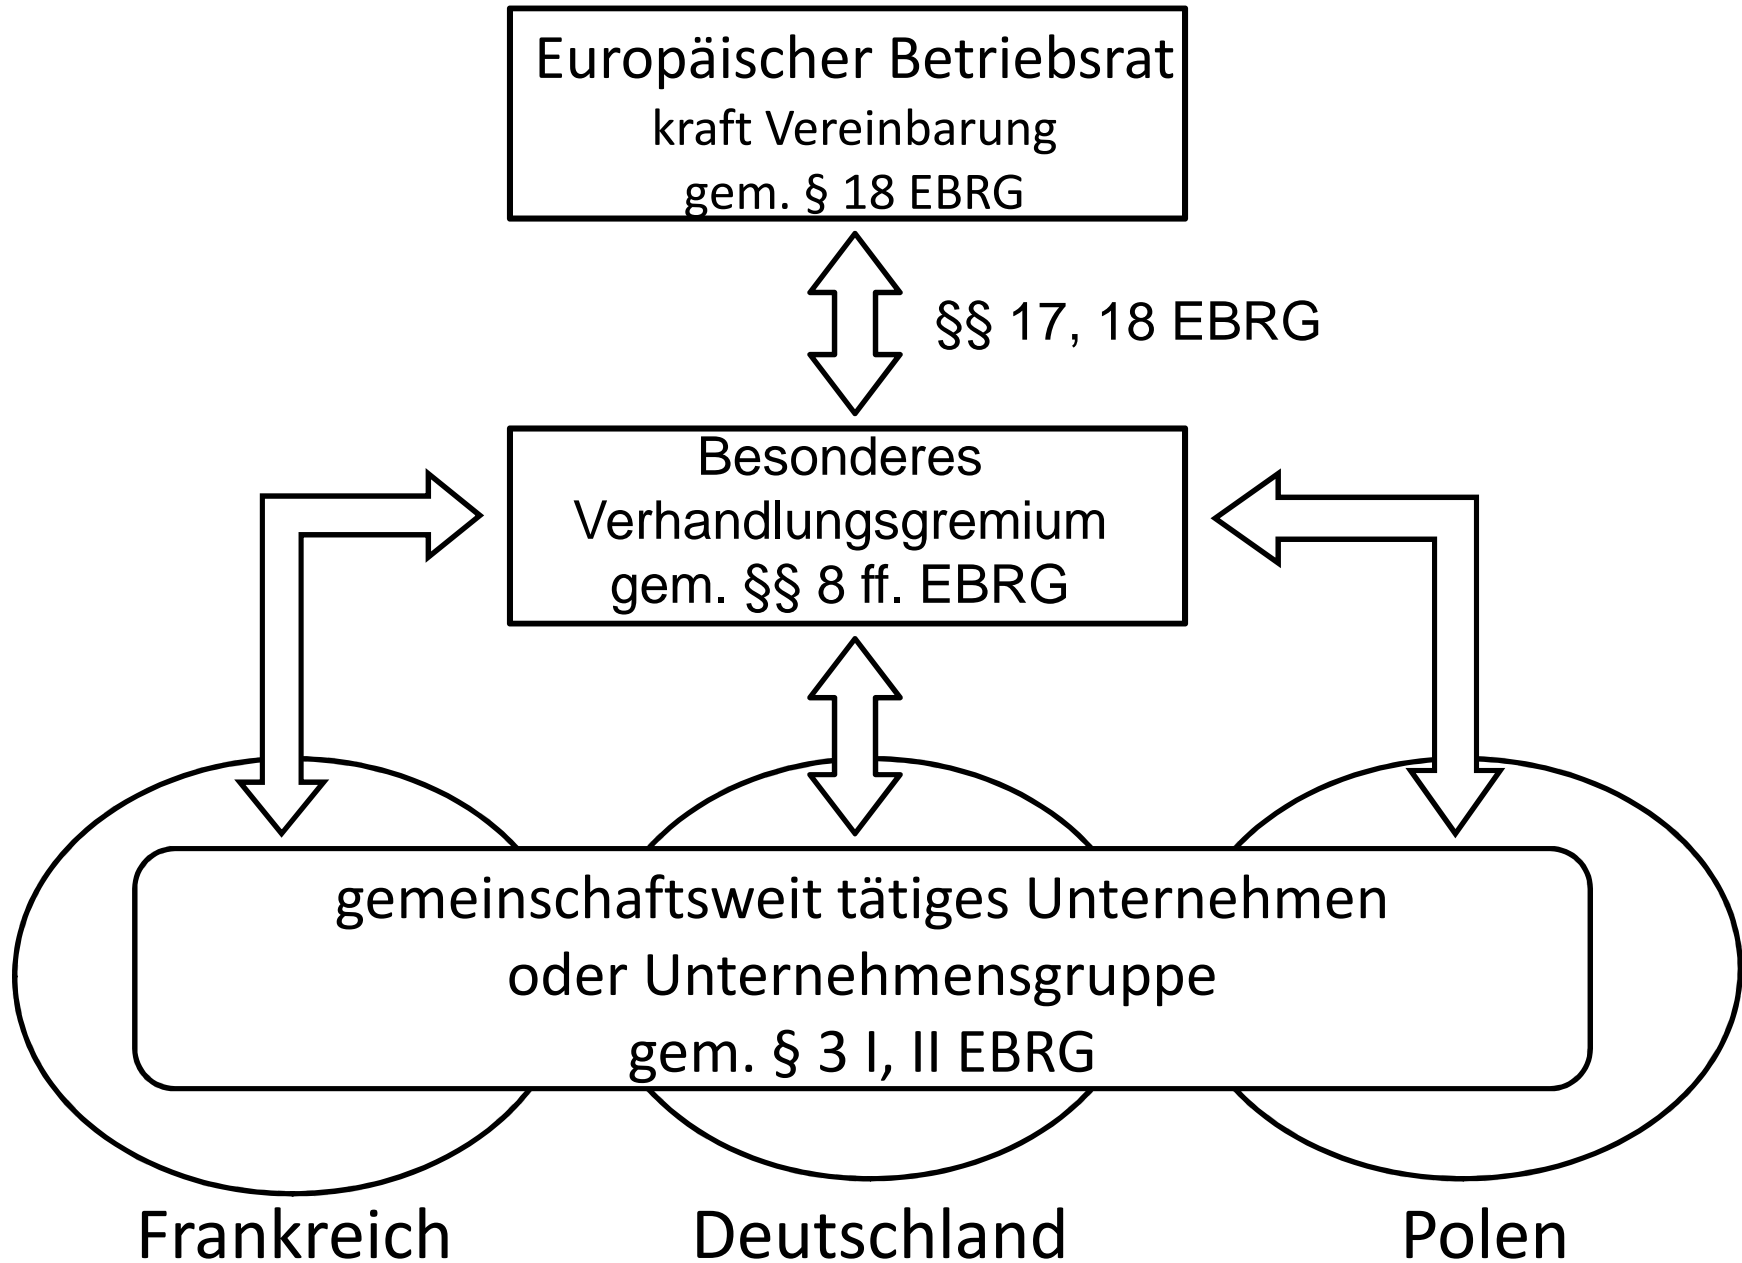 Europäischer Betriebsrat
kraft Vereinbarung
gem. § 18 EBRG
§§ 17, 18 EBRG
Besonderes
Verhandlungsgremium
gem. §§ 8 ff. EBRG
gemeinschaftsweit tätiges Unternehmen
oder Unternehmensgruppe
gem. § 3 I, II EBRG
Frankreich
Deutschland
Polen